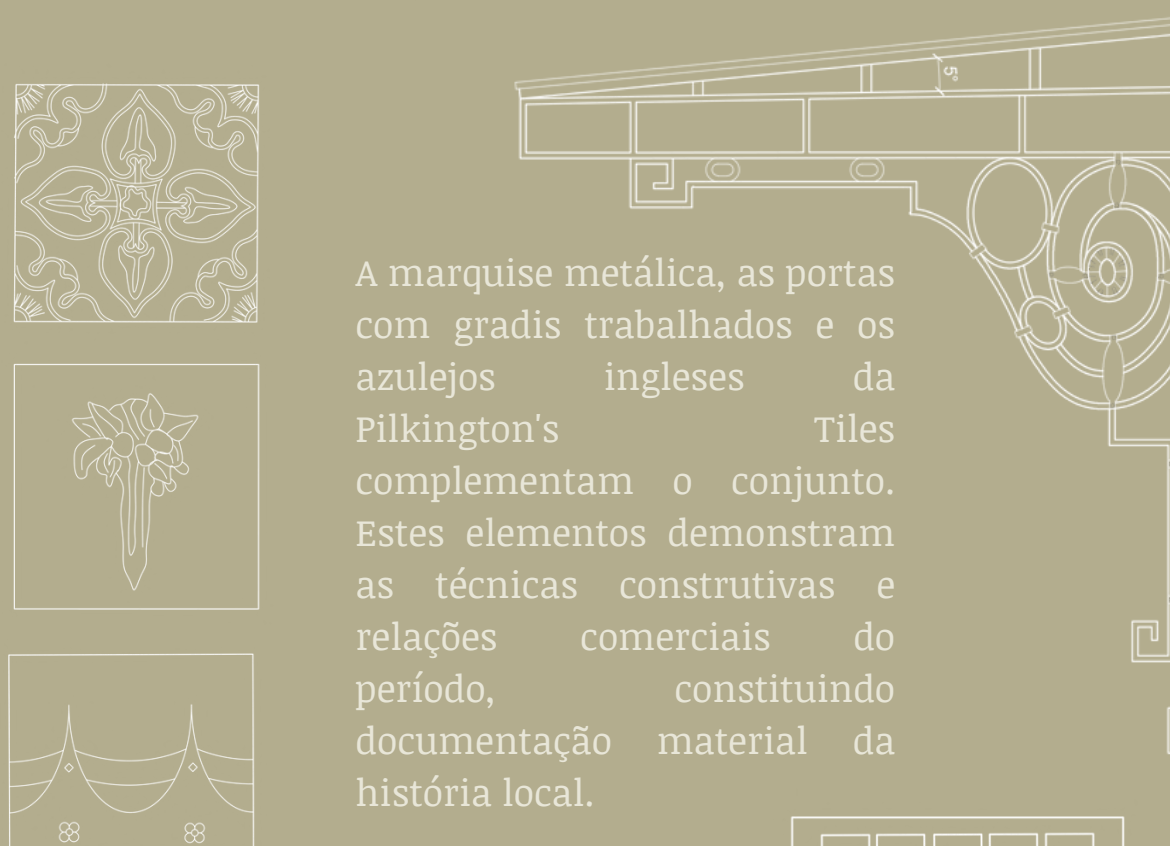 5°
A marquise metálica, as portas
com gradis trabalhados e os
azulejos ingleses da
Pilkington's Tiles
complementam o conjunto.
Estes elementos demonstram
as técnicas construtivas e
relações comerciais do
período, constituindo
documentação material da
história local.